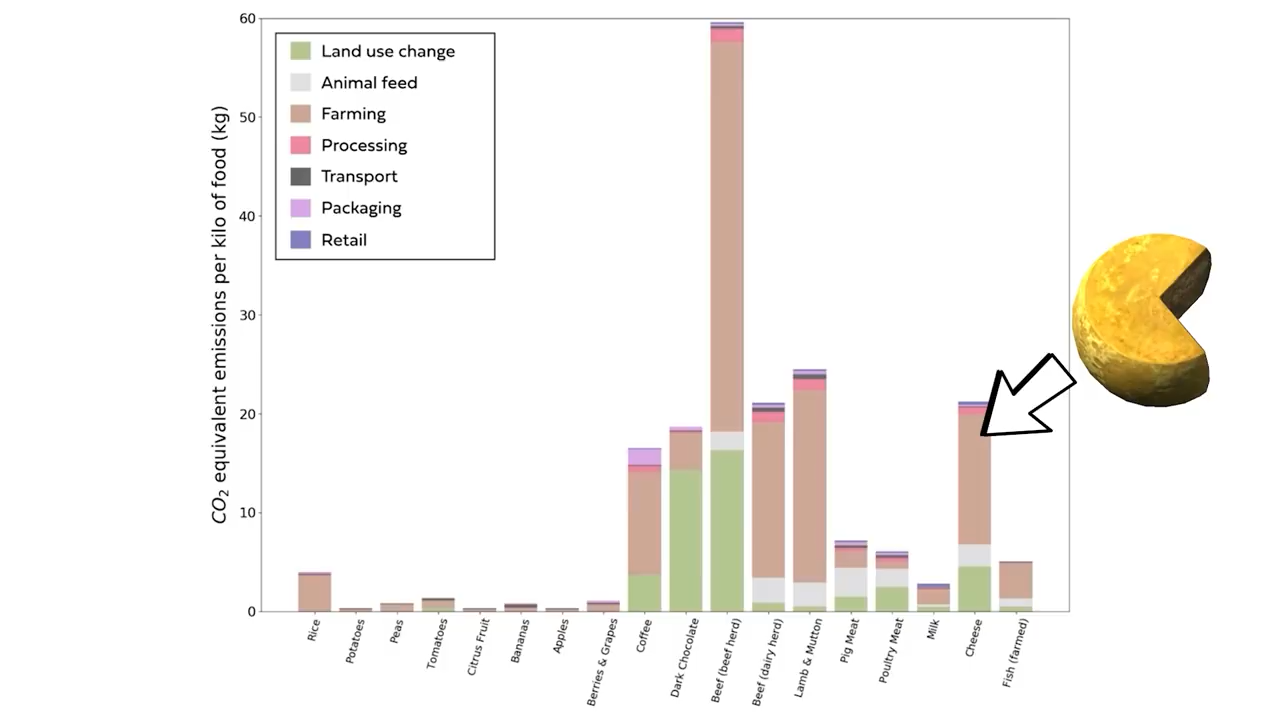 60
50
40
30
20
10
0
CO₂ equivalent emissions per kilo of food (kg)
Land use change
Animal feed
Farming
Processing
Transport
Packaging
Retail
Rice
Potatoes
Peas
Tomatoes
Citrus Fruit
Bananas
Apples
Berries & Grapes
Coffee
Dark Chocolate
Beef (beef herd)
Beef (dairy herd)
Lamb & Mutton
Pig Meat
Poultry Meat
Milk
Cheese
Fish (farmed)